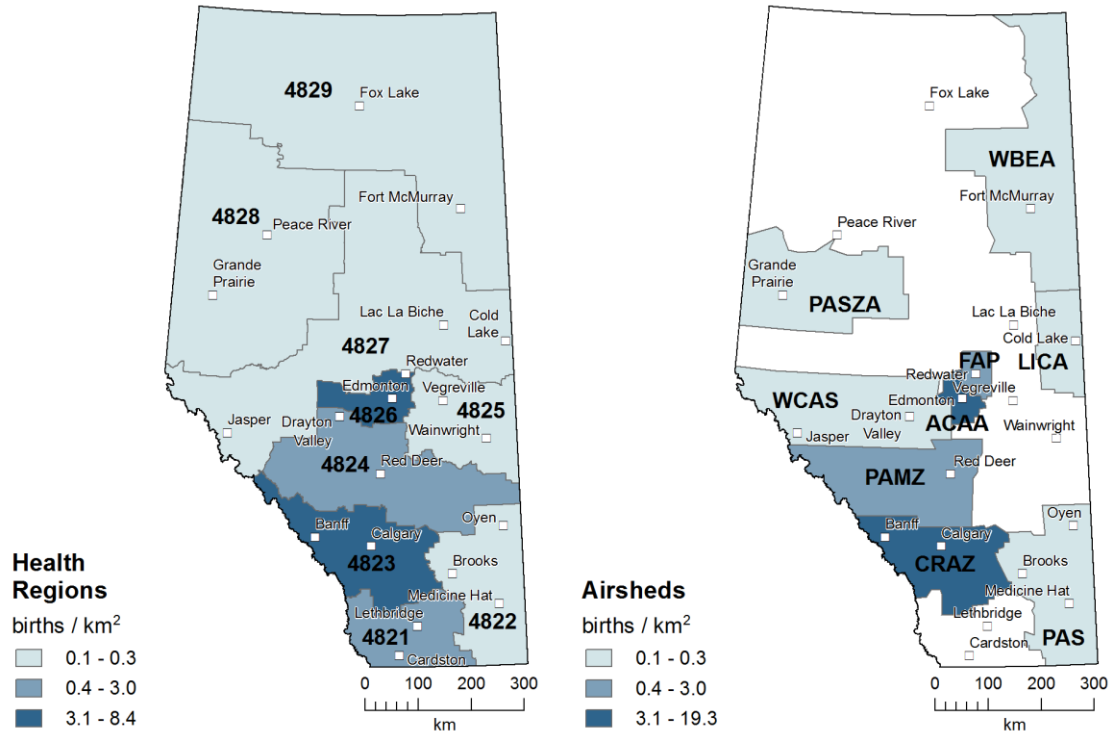 4829
Fox Lake
Fort McMurray
4828
Peace River
Grande
Prairie
Lac La Biche
Cold
Lake
4827
Redwater
Edmonton
Vegreville
4826
4825
Jasper
Drayton
Valley
Wainwright
4824
Red Deer
Oyen
Banff
Calgary
4823
Brooks
Medicine Hat
Lethbridge
4822
4821
Cardston
Health
Regions
births / km²
0.1 - 0.3
0.4 - 3.0
3.1 - 8.4
0 100 200 300
km
Fox Lake
WBEA
Fort McMurray
Peace River
Grande
Prairie
PASZA
Lac La Biche
Cold Lake
FAP
LICA
Redwater
Vegreville
WCAS
Edmonton
Drayton
Valley
ACAA
Wainwright
Jasper
PAMZ
Red Deer
Oyen
Banff
Calgary
CRAZ
Brooks
Medicine Hat
Lethbridge
PAS
Cardston
Airsheds
births / km²
0.1 - 0.3
0.4 - 3.0
3.1 - 19.3
0 100 200 300
km